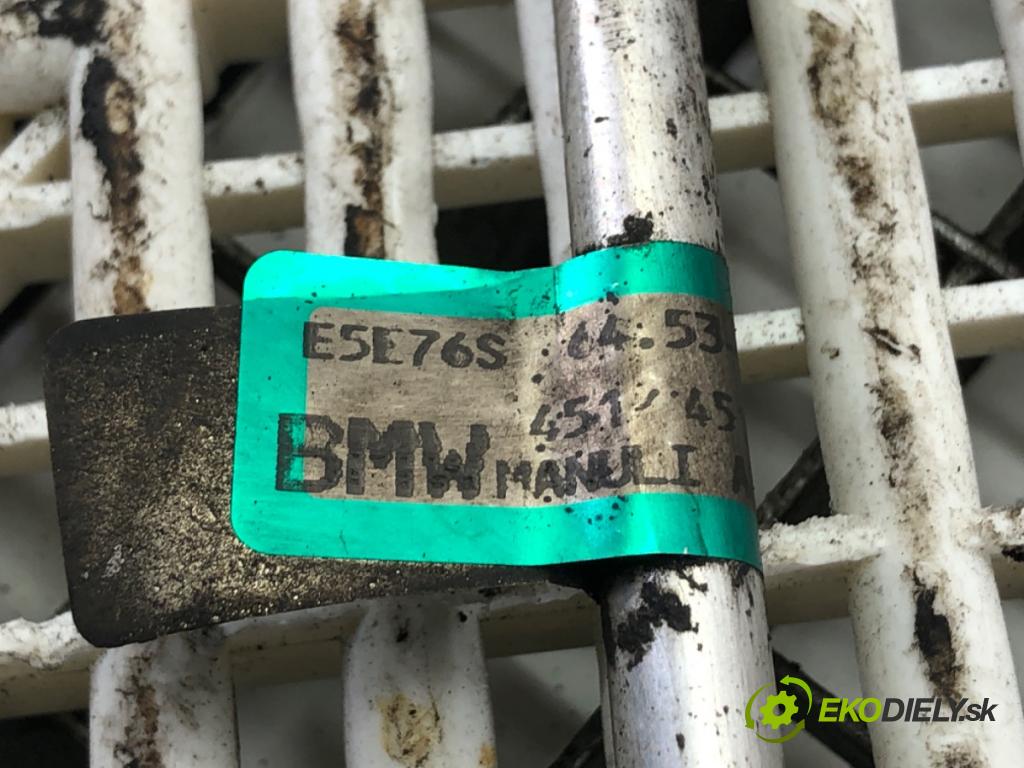 E5E76S 64.53
451/ 45
BMW MANULI
EKODIELY.sk